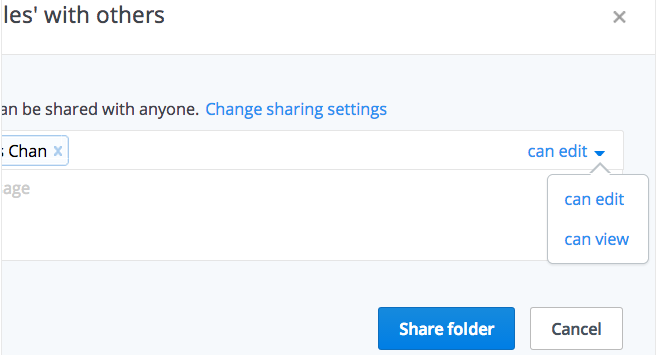 les' with others
an be shared with anyone. Change sharing settings
s Chan x can edit
age
can edit
can view
Share folder Cancel